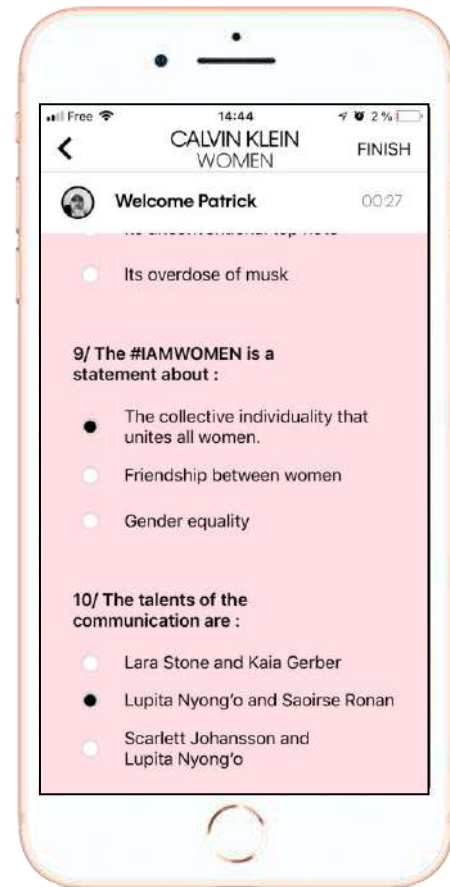 Free 14:44 2 %
CALVIN KLEIN
WOMEN
FINISH
Welcome Patrick 00:27
Its overdose of musk
9/ The #IAMWOMEN is a
statement about :
The collective individuality that
unites all women.
Friendship between women
Gender equality
10/ The talents of the
communication are :
Lara Stone and Kaia Gerber
Lupita Nyong'o and Saoirse Ronan
Scarlett Johansson and
Lupita Nyong'o